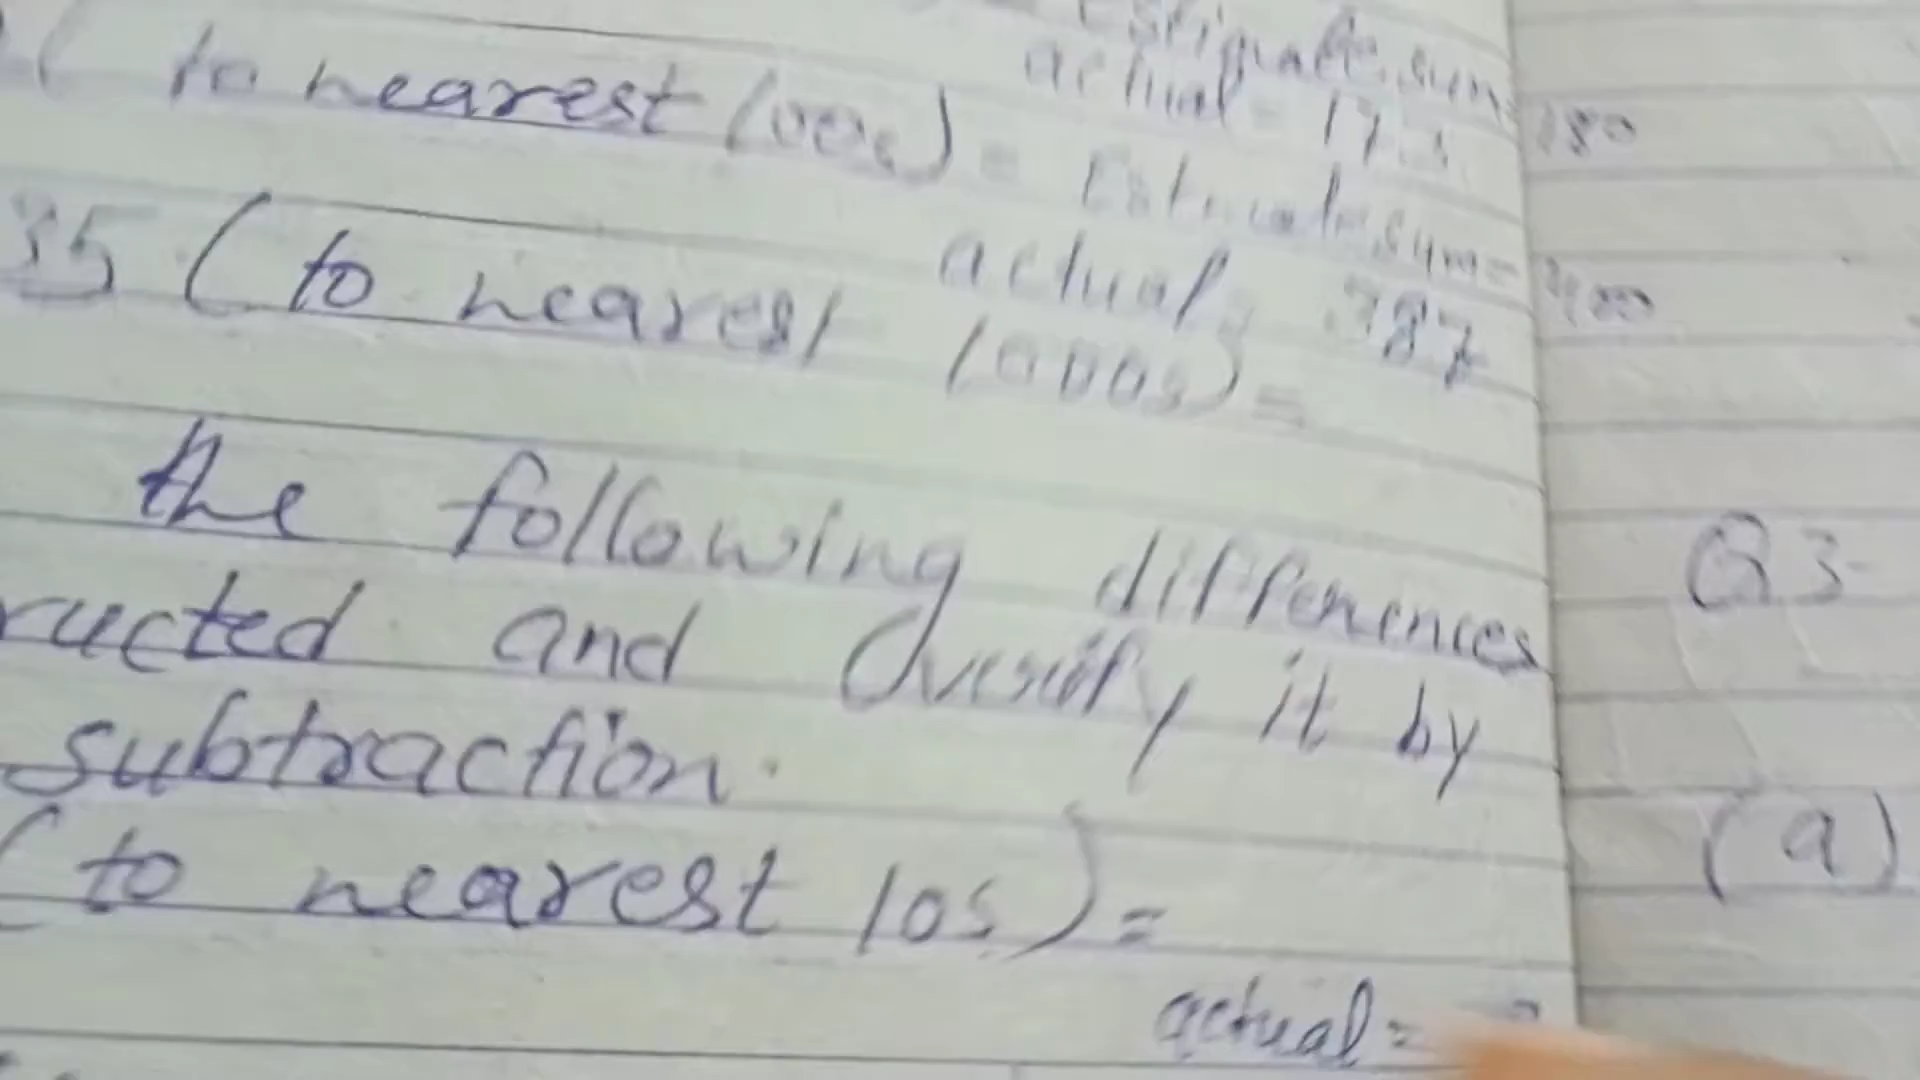 Estimate sum = 180
( to nearest 100s) =
actual = 173
Estimate sum = 400
actual = 387
35 ( to nearest 1000s) =
the following differences
ructed and verify it by
subtraction.
( to nearest 10s) =
actual =
Q3
(a)